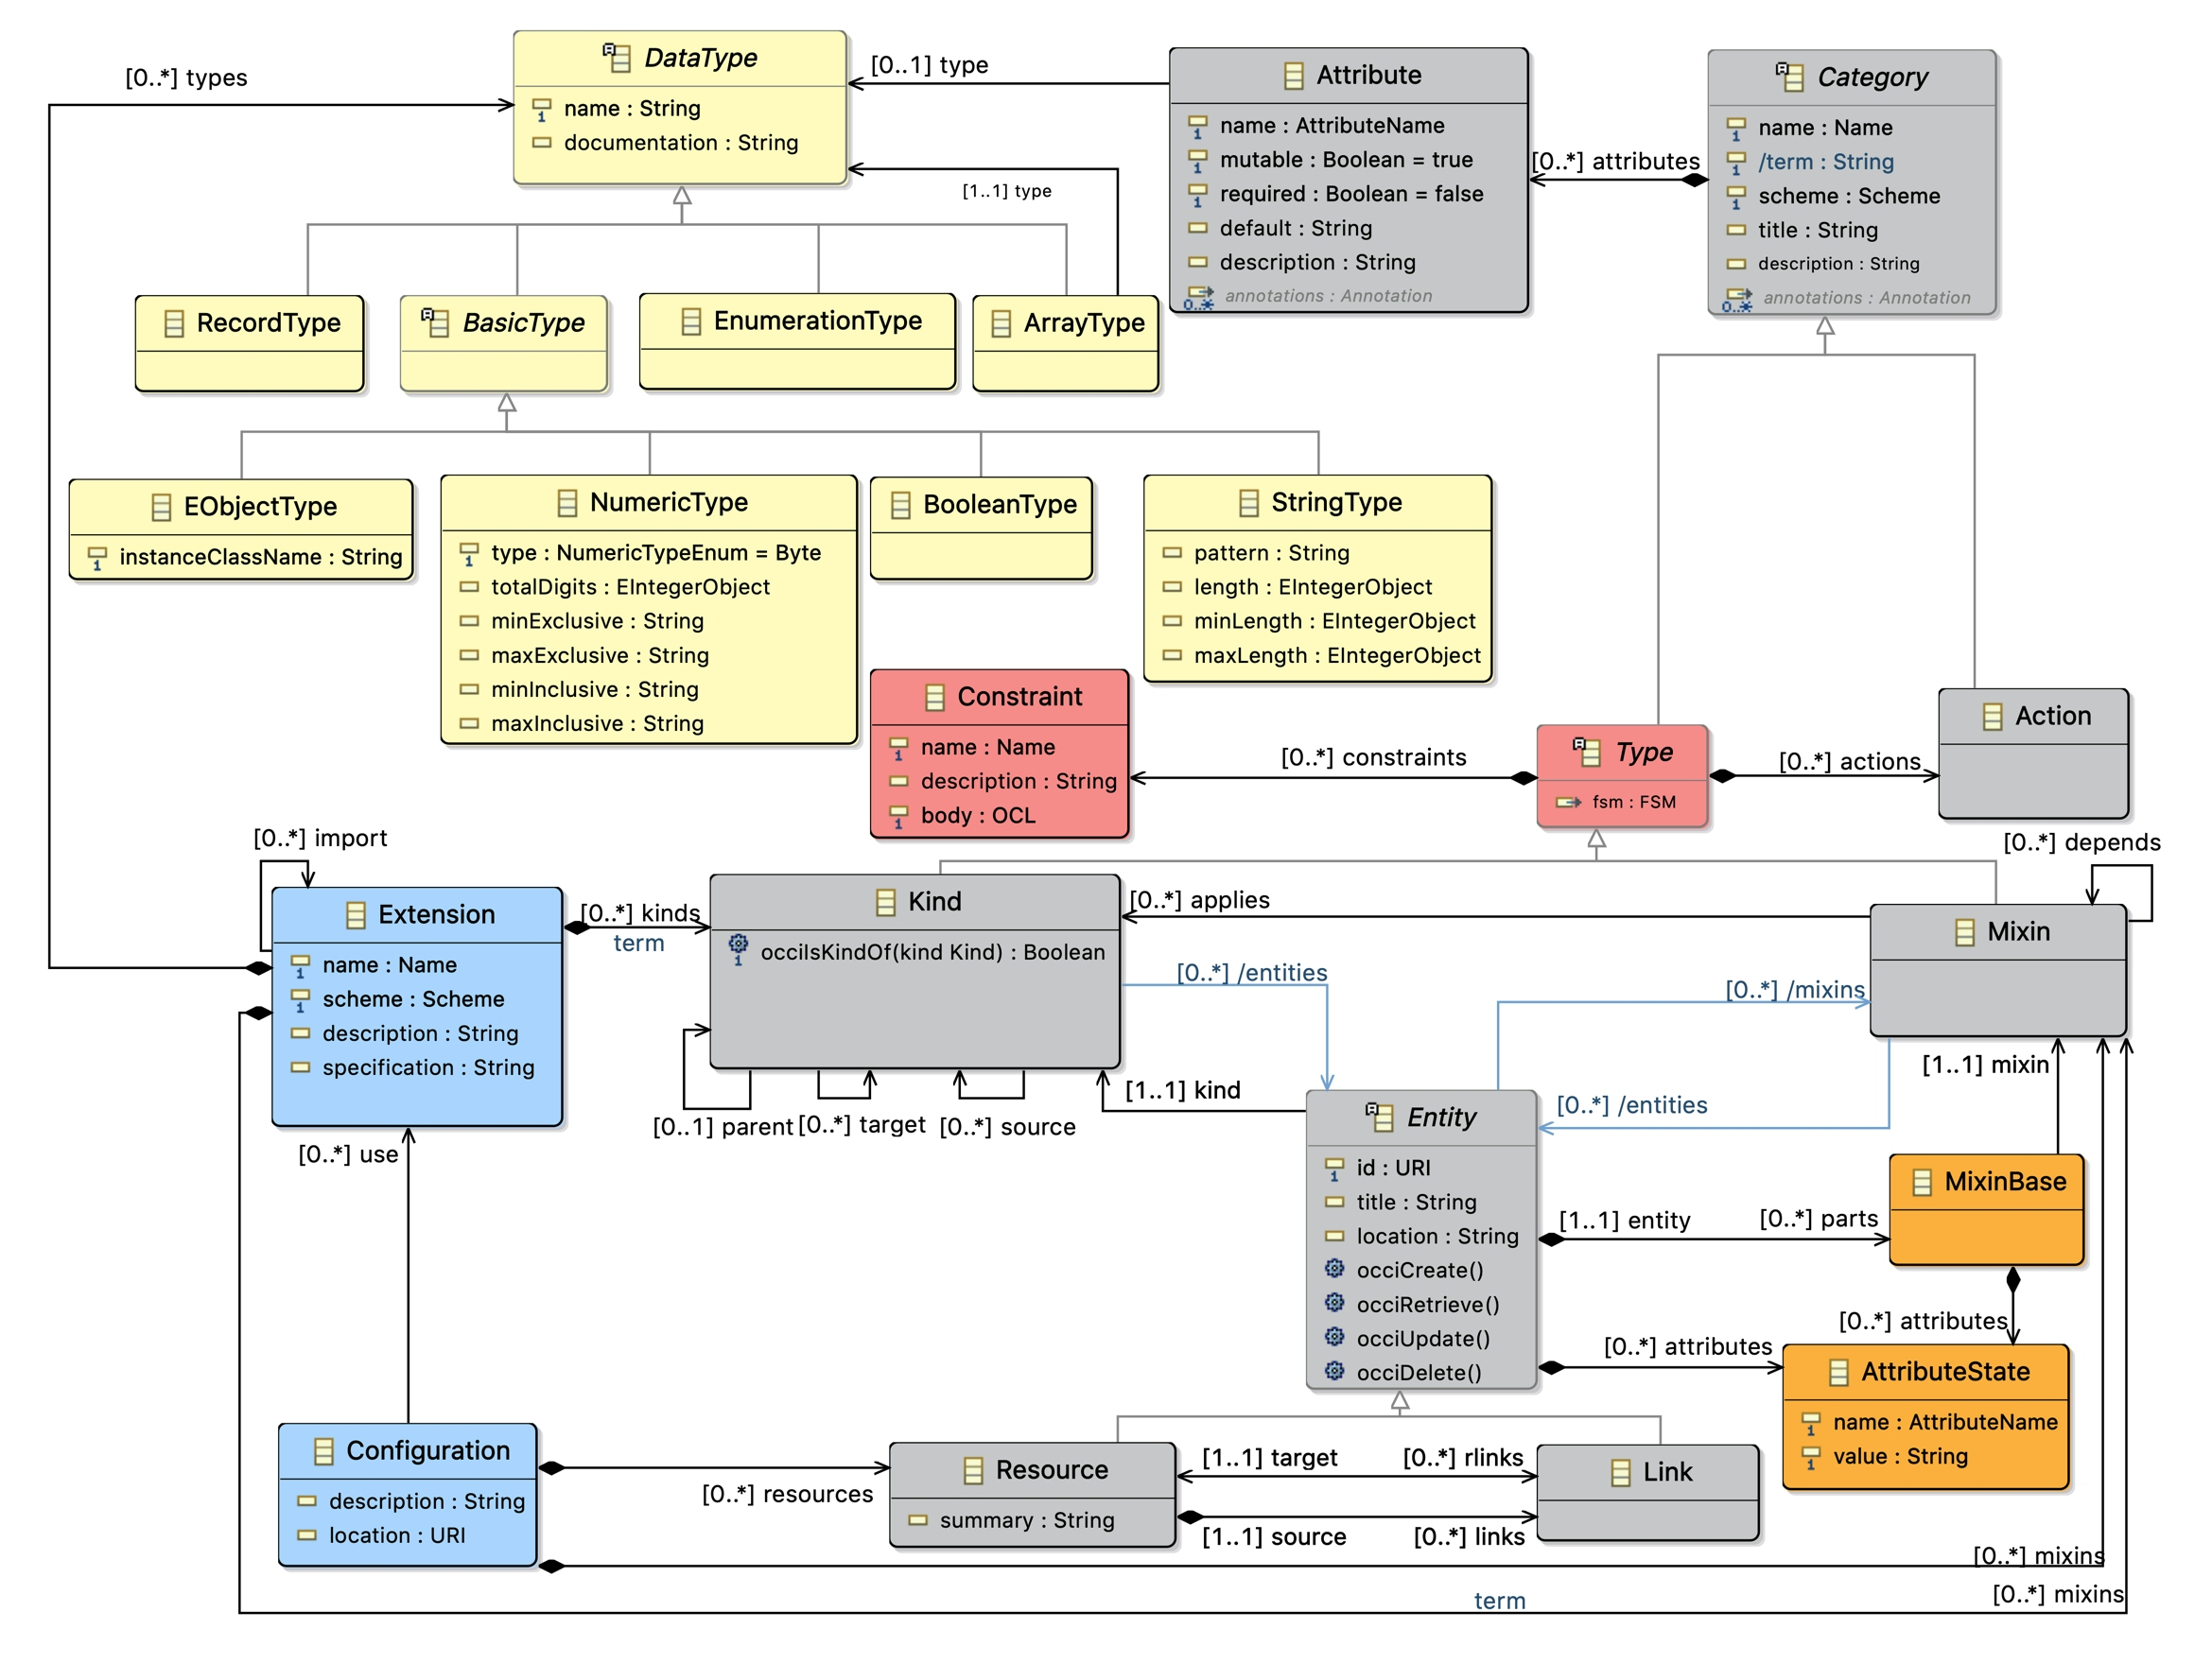 [0..*] types
DataType
name : String
documentation : String
[0..1] type
[1..1] type
Attribute
name : AttributeName
mutable : Boolean = true
required : Boolean = false
default : String
description : String
annotations : Annotation
[0..*] attributes
Category
name : Name
/term : String
scheme : Scheme
title : String
description : String
annotations : Annotation
RecordType
BasicType
EnumerationType
ArrayType
EObjectType
instanceClassName : String
NumericType
type : NumericTypeEnum = Byte
totalDigits : EIntegerObject
minExclusive : String
maxExclusive : String
minInclusive : String
maxInclusive : String
BooleanType
StringType
pattern : String
length : EIntegerObject
minLength : EIntegerObject
maxLength : EIntegerObject
Constraint
name : Name
description : String
body : OCL
[0..*] constraints
Type
fsm : FSM
[0..*] actions
Action
[0..*] import
Extension
name : Name
scheme : Scheme
description : String
specification : String
[0..*] kinds
term
Kind
occiIsKindOf(kind Kind) : Boolean
[0..*] applies
[0..*] depends
Mixin
[0..*] /entities
[0..*] /mixins
[0..1] parent
[0..*] target
[0..*] source
[1..1] kind
[0..*] /entities
[1..1] mixin
Entity
id : URI
title : String
location : String
occiCreate()
occiRetrieve()
occiUpdate()
occiDelete()
[1..1] entity
[0..*] parts
MixinBase
[0..*] attributes
[0..*] attributes
AttributeState
name : AttributeName
value : String
[0..*] use
Configuration
description : String
location : URI
[0..*] resources
Resource
summary : String
[1..1] target
[0..*] rlinks
[1..1] source
[0..*] links
Link
[0..*] mixins
term
[0..*] mixins